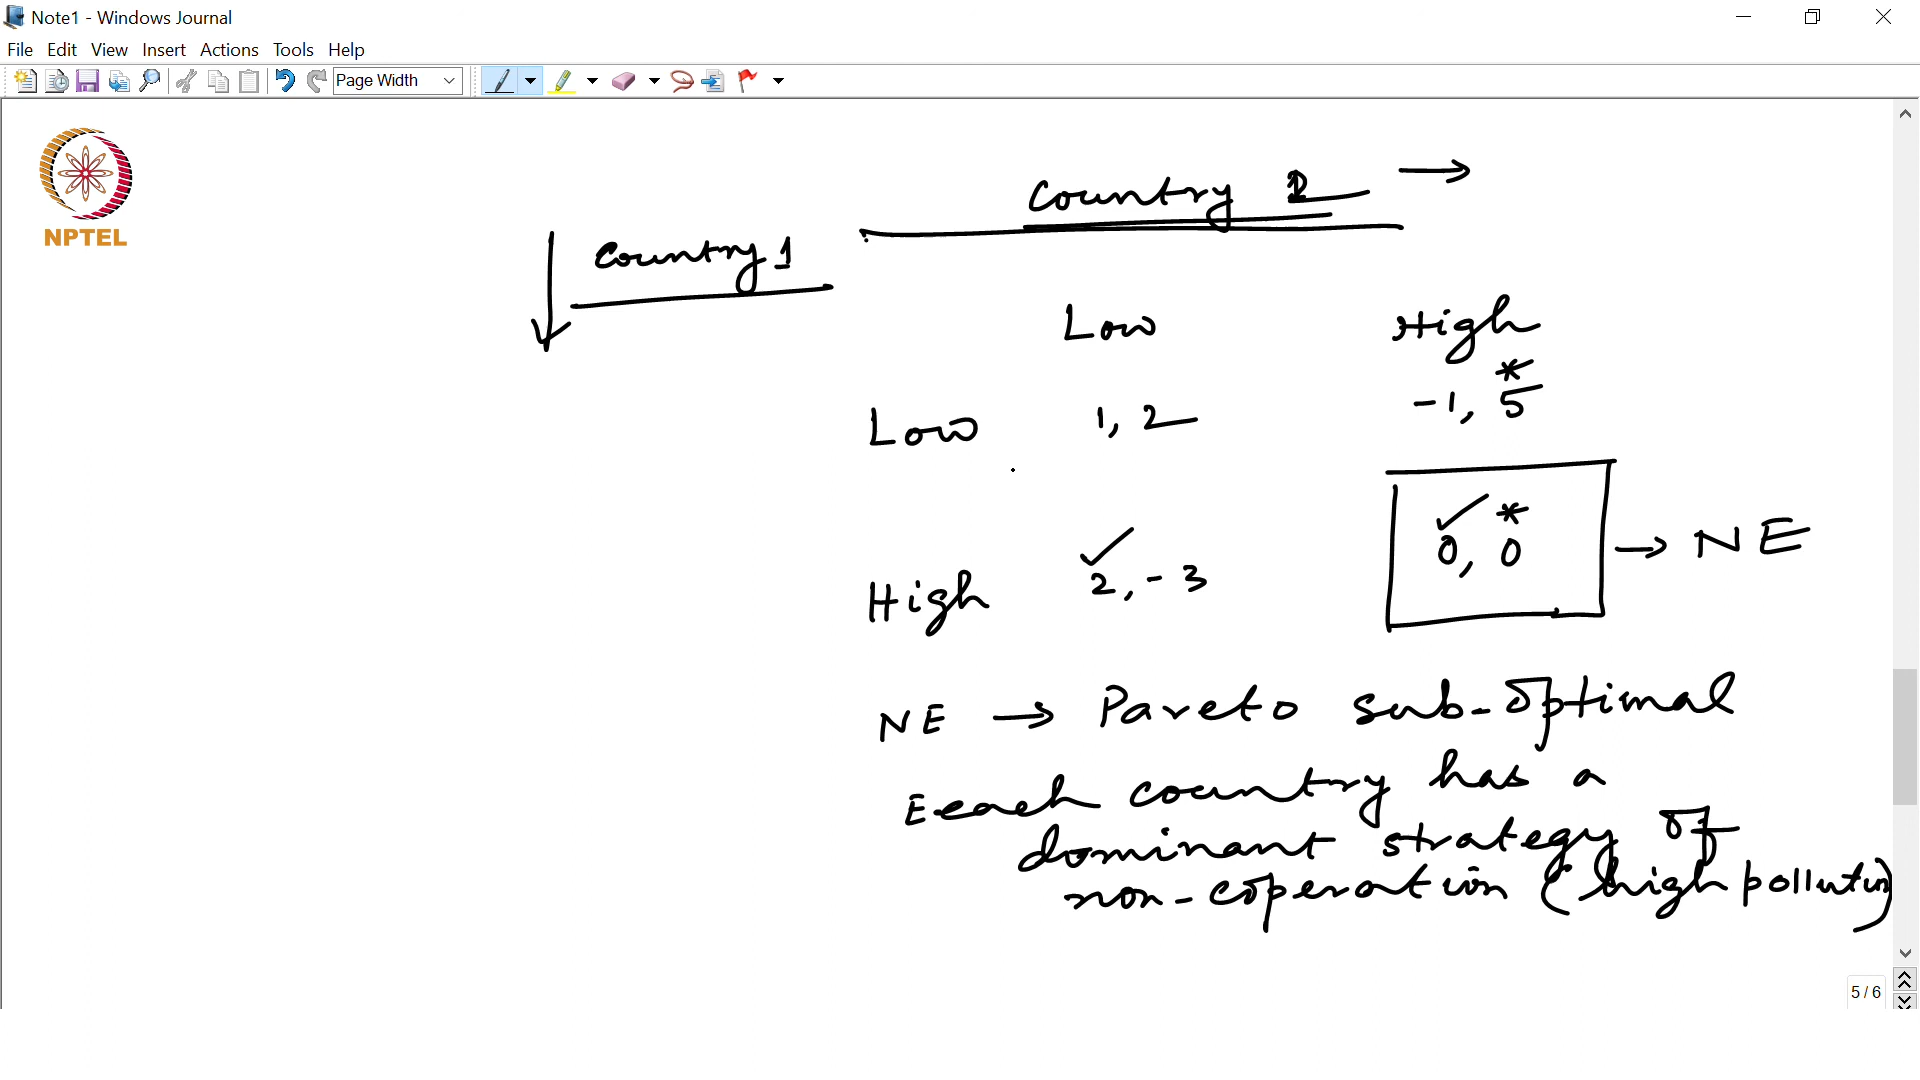 Note1 - Windows Journal
File Edit View Insert Actions Tools Help
Page Width
NPTEL
Country 2
Country 1
Low High
Low 1, 2 -1, 5*
High 2, -3 0, 0* → NE
NE → Pareto sub-optimal
Eeach country has a
dominant strategy of
non-coperation (high pollution)
5 / 6